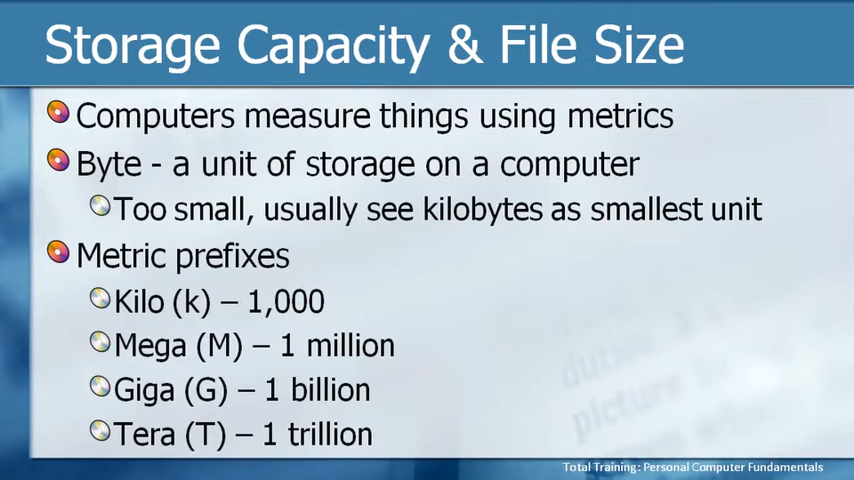 Storage Capacity & File Size
Computers measure things using metrics
Byte - a unit of storage on a computer
Too small, usually see kilobytes as smallest unit
Metric prefixes
Kilo (k) – 1,000
Mega (M) – 1 million
Giga (G) – 1 billion
Tera (T) – 1 trillion
picture
Total Training: Personal Computer Fundamentals